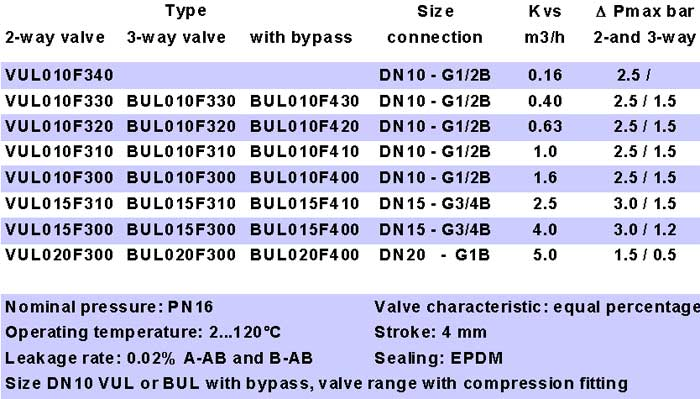 Type Size Kvs Δ Pmax bar
2-way valve 3-way valve with bypass connection m3/h 2-and 3-way
VUL010F340 DN10 - G1/2B 0.16 2.5 /
VUL010F330 BUL010F330 BUL010F430 DN10 - G1/2B 0.40 2.5 / 1.5
VUL010F320 BUL010F320 BUL010F420 DN10 - G1/2B 0.63 2.5 / 1.5
VUL010F310 BUL010F310 BUL010F410 DN10 - G1/2B 1.0 2.5 / 1.5
VUL010F300 BUL010F300 BUL010F400 DN10 - G1/2B 1.6 2.5 / 1.5
VUL015F310 BUL015F310 BUL015F410 DN15 - G3/4B 2.5 3.0 / 1.5
VUL015F300 BUL015F300 BUL015F400 DN15 - G3/4B 4.0 3.0 / 1.2
VUL020F300 BUL020F300 BUL020F400 DN20 - G1B 5.0 1.5 / 0.5
Nominal pressure: PN16 Valve characteristic: equal percentage
Operating temperature: 2...120°C Stroke: 4 mm
Leakage rate: 0.02% A-AB and B-AB Sealing: EPDM
Size DN10 VUL or BUL with bypass, valve range with compression fitting